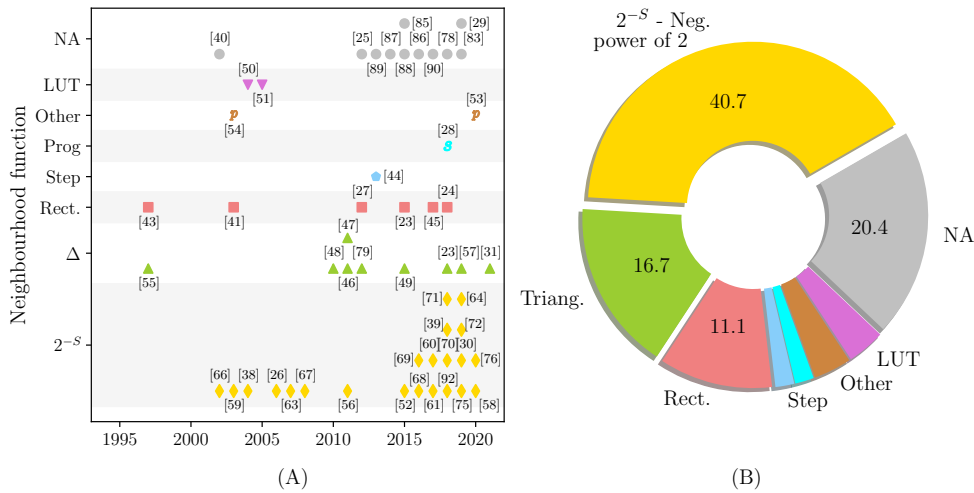 NA
LUT
Other
Prog
Step
Rect.
Δ
2^{-S}
Neighbourhood function
[85] [29]
[40] [25] [87] [86] [78] [83]
[89] [88] [90]
[50]
[51]
[53]
p p
[54]
[28]
S
[44]
[27] [24]
[43] [41] [23] [45]
[47]
[48] [79] [23] [57] [31]
[55] [46] [49]
[71] [64]
[39] [72]
[60] [70] [30]
[69] [76]
[66] [38] [26] [67] [68] [92]
[59] [63] [56] [52] [61] [75] [58]
1995 2000 2005 2010 2015 2020
(A)
2^{-S} - Neg.
power of 2
40.7
20.4
NA
16.7
Triang.
11.1
LUT
Other
Rect.
Step
(B)